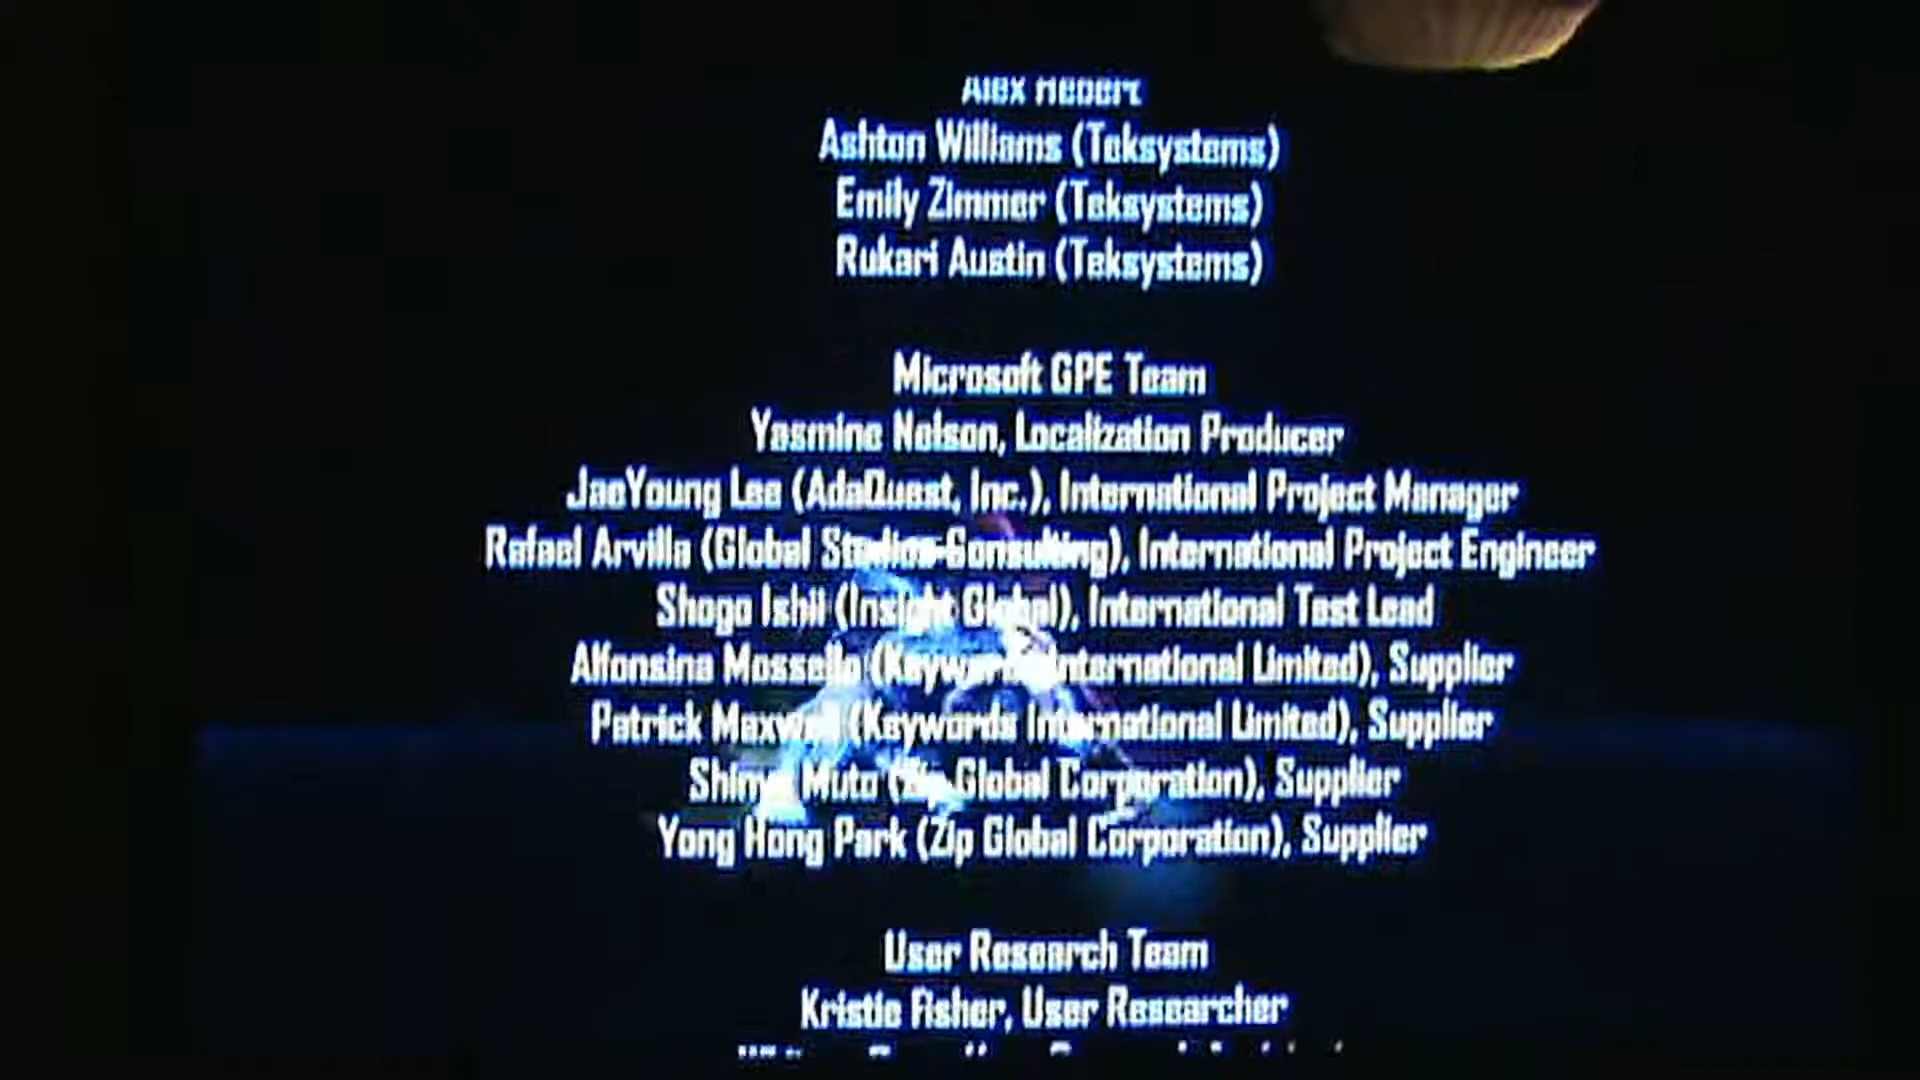 Alex Hebert
Ashton Williams (Teksystems)
Emily Zimmer (Teksystems)
Rukari Austin (Teksystems)
Microsoft GPE Team
Yasmine Nelson, Localization Producer
JaeYoung Lee (AdaQuest, Inc.), International Project Manager
Rafael Arvilla (Global Studios Consulting), International Project Engineer
Shogo Ishii (Insight Global), International Test Lead
Alfonsina Mossello (Keywords International Limited), Supplier
Patrick Maxwell (Keywords International Limited), Supplier
Muto (Zip Global Corporation), Supplier
Yong Hong Park (Zip Global Corporation), Supplier
User Research Team
Kristie Fisher, User Researcher